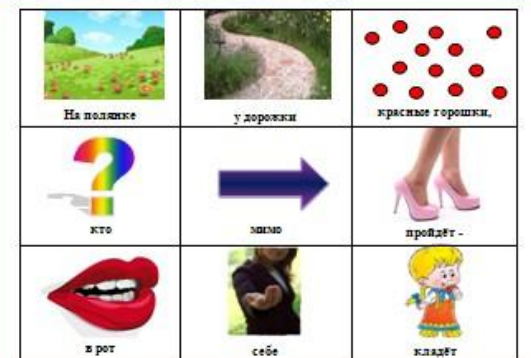 На полянке
у дорожки
красные горошки,
кто
мимо
пройдёт -
в рот
себе
кладёт